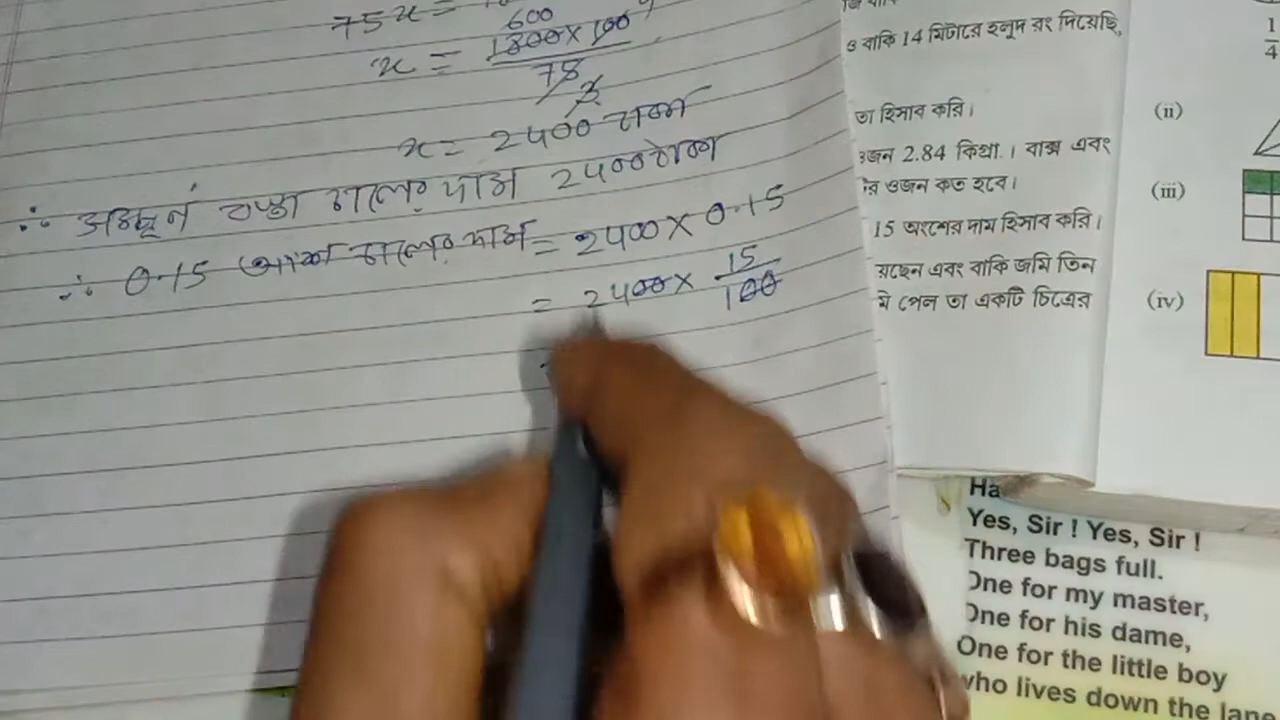 75x =
600
x = 1800 × 100
75
3
x = 2400 টাকা
∴ সম্পূর্ন বস্তা চালের দাম 2400 টাকা
∴ 0.15 অংশ চালের দাম = 2400 × 0.15
= 2400 × 15
100
ও বাকি 14 মিটারে হলুদ রং দিয়েছি,
তা হিসাব করি।
ওজন 2.84 কিগ্রা.। বাক্স এবং
র ওজন কত হবে।
15 অংশের দাম হিসাব করি।
য়েছেন এবং বাকি জমি তিন
মি পেল তা একটি চিত্রের
1
4
(ii)
(iii)
(iv)
Ha
Yes, Sir ! Yes, Sir !
Three bags full.
One for my master,
One for his dame,
One for the little boy
who lives down the lane